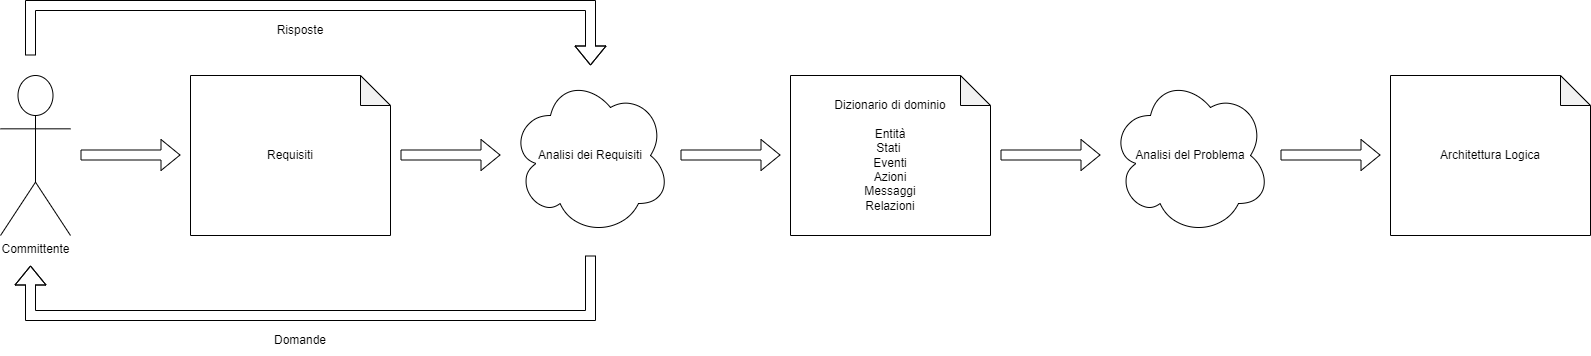 Risposte
Committente
Requisiti
Analisi dei Requisiti
Dizionario di dominio
Entità
Stati
Eventi
Azioni
Messaggi
Relazioni
Analisi del Problema
Architettura Logica
Domande